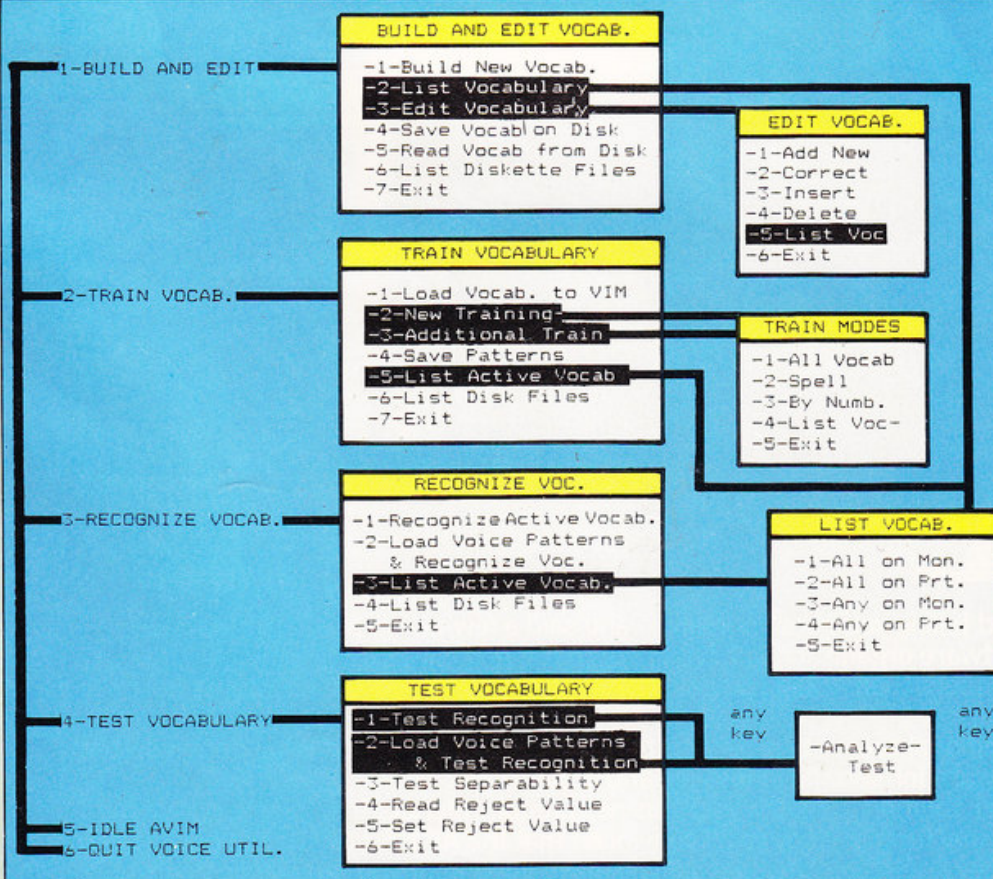 1-BUILD AND EDIT
BUILD AND EDIT VOCAB.
-1-Build New Vocab.
-2-List Vocabulary
-3-Edit Vocabulary
-4-Save Vocab on Disk
-5-Read Vocab from Disk
-6-List Diskette Files
-7-Exit
EDIT VOCAB.
-1-Add New
-2-Correct
-3-Insert
-4-Delete
-5-List Voc
-6-Exit
2-TRAIN VOCAB.
TRAIN VOCABULARY
-1-Load Vocab. to VIM
-2-New Training-
-3-Additional Train
-4-Save Patterns
-5-List Active Vocab
-6-List Disk Files
-7-Exit
TRAIN MODES
-1-All Vocab
-2-Spell
-3-By Numb.
-4-List Voc-
-5-Exit
3-RECOGNIZE VOCAB.
RECOGNIZE VOC.
-1-Recognize Active Vocab.
-2-Load Voice Patterns
& Recognize Voc.
-3-List Active Vocab.
-4-List Disk Files
-5-Exit
LIST VOCAB.
-1-All on Mon.
-2-All on Prt.
-3-Any on Mon.
-4-Any on Prt.
-5-Exit
4-TEST VOCABULARY
TEST VOCABULARY
-1-Test Recognition
-2-Load Voice Patterns
& Test Recognition
-3-Test Separability
-4-Read Reject Value
-5-Set Reject Value
-6-Exit
any
key
-Analyze-
Test
any
key
5-IDLE AVIM
6-QUIT VOICE UTIL.